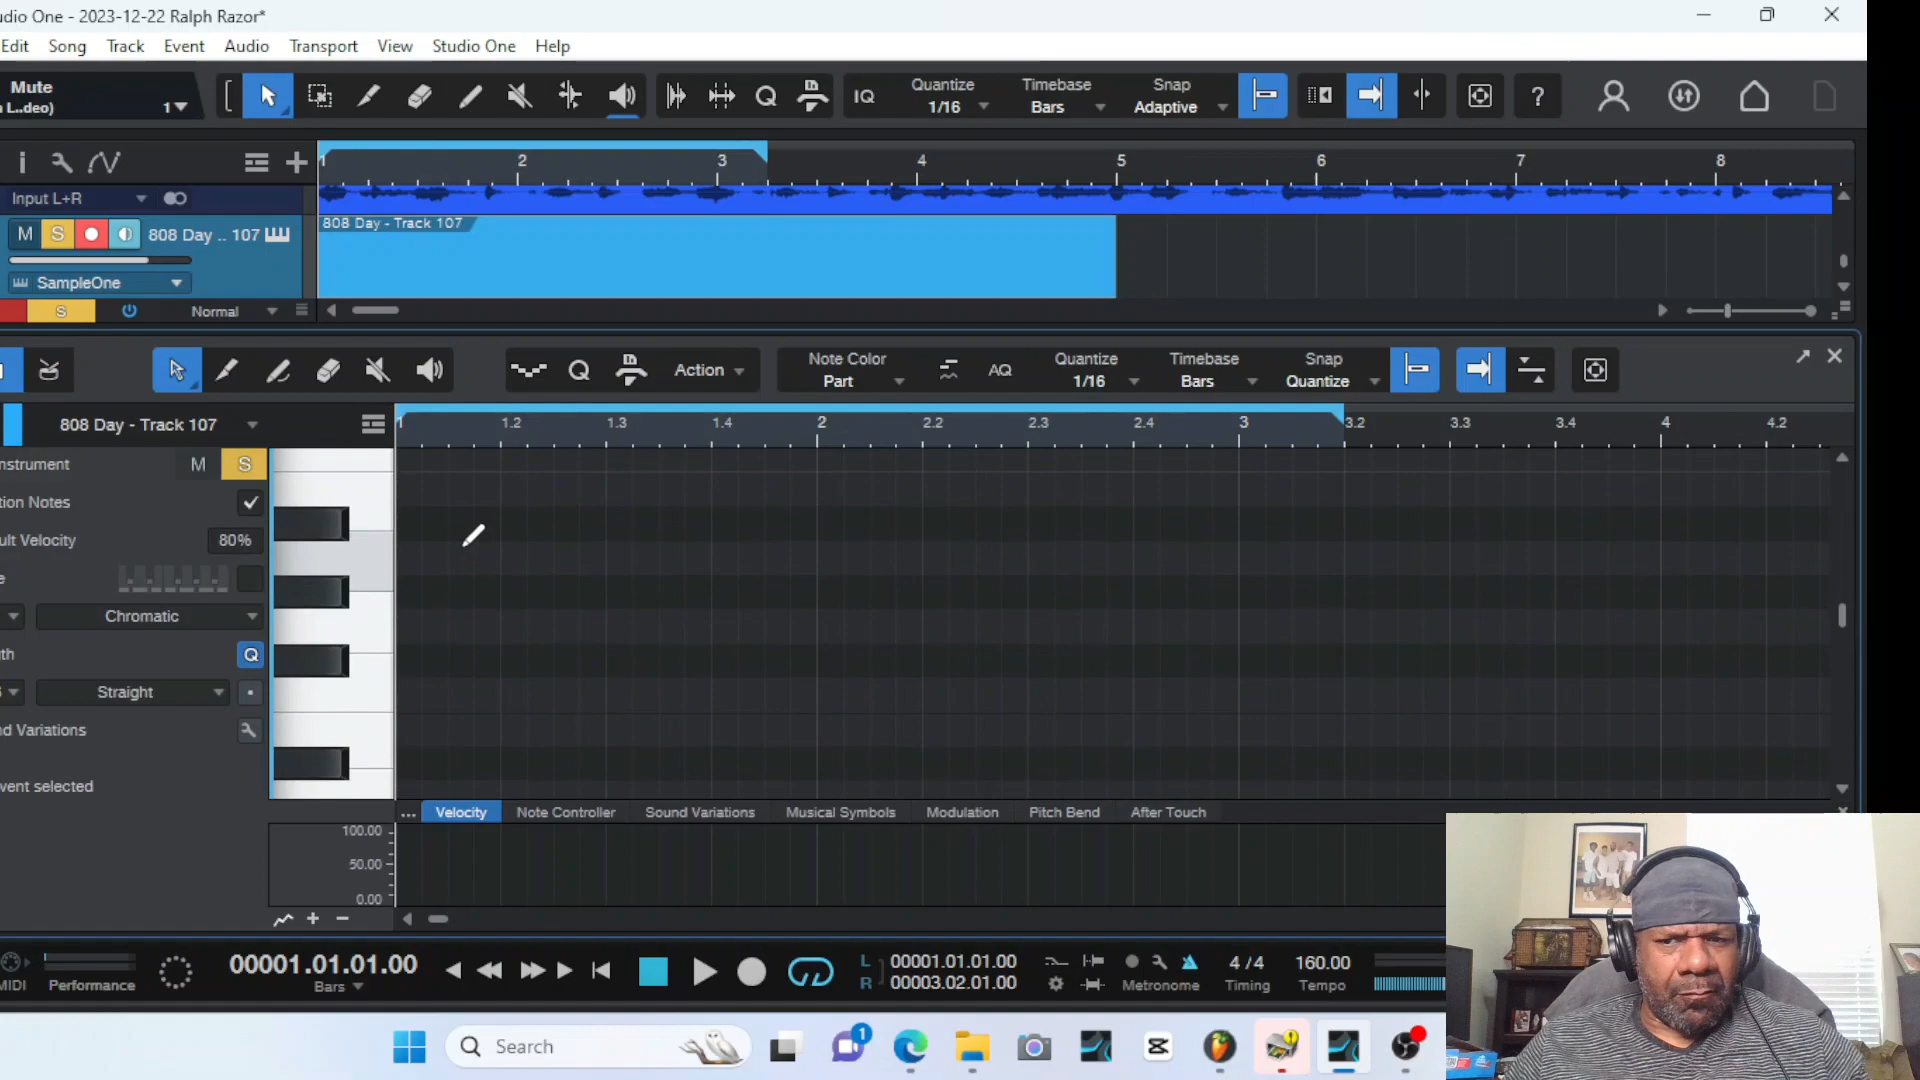 udio One - 2023-12-22 Ralph Razor*
Edit Song Track Event Audio Transport View Studio One Help
Mute
L..deo) 1
IQ
Quantize
1/16
Timebase
Bars
Snap
Adaptive
?
i
1 2 3 4 5 6 7 8
Input L+R
M S 808 Day .. 107
808 Day - Track 107
SampleOne
S Normal
Q
Action
Note Color
Part
AQ
Quantize
1/16
Timebase
Bars
Snap
Quantize
808 Day - Track 107
1 1.2 1.3 1.4 2 2.2 2.3 2.4 3 3.2 3.3 3.4 4 4.2
nstrument M S
tion Notes
ult Velocity 80%
e
Chromatic
th Q
Straight
d Variations
vent selected
... Velocity Note Controller Sound Variations Musical Symbols Modulation Pitch Bend After Touch
100.00
50.00
0.00
MIDI
Performance
00001.01.01.00
Bars
L 00001.01.01.00
R 00003.02.01.00
Metronome
4 / 4
Timing
160.00
Tempo
Search
1